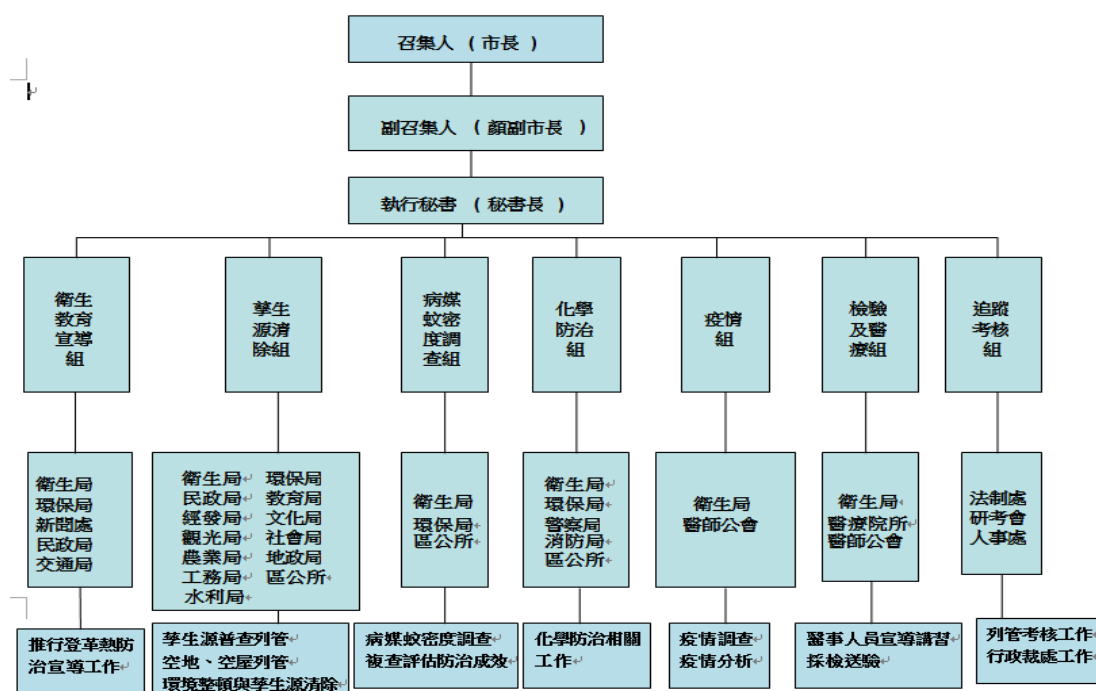 召集人 (市長)
副召集人 (顏副市長)
執行秘書 (秘書長)
衛生
教育
宣導
組
孳生
源清
除組
病媒
蚊密
度調
查組
化學
防治
組
疫情
組
檢驗
及醫
療組
追蹤
考核
組
衛生局
環保局
新聞處
民政局
交通局
衛生局 環保局
民政局 教育局
經發局 文化局
觀光局 社會局
農業局 地政局
工務局 區公所
水利局
衛生局
環保局
區公所
衛生局
環保局
警察局
消防局
區公所
衛生局
醫師公會
衛生局
醫療院所
醫師公會
法制處
研考會
人事處
推行登革熱防
治宣導工作
孳生源普查列管
空地、空屋列管
環境整頓與孳生源清除
病媒蚊密度調查
複查評估防治成效
化學防治相關
工作
疫情調查
疫情分析
醫事人員宣導講習
採檢送驗
列管考核工作
行政裁處工作